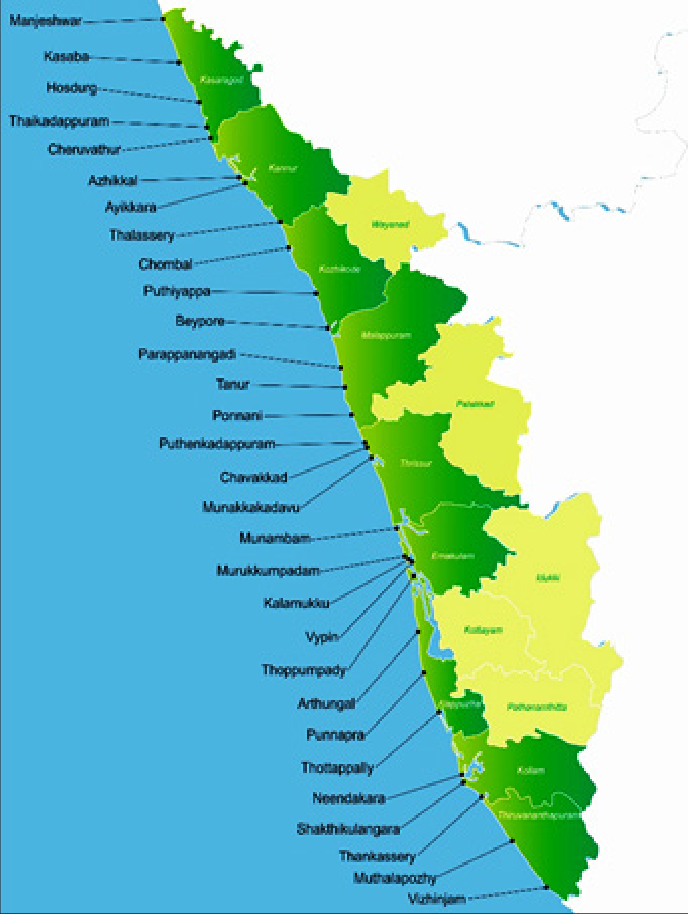 Manjeshwar
Kasaba
Hosdurg
Thaikadappuram
Cheruvathur
Azhikkal
Ayikkara
Thalassery
Chombal
Puthiyappa
Beypore
Parappanangadi
Tanur
Ponnani
Puthenkadappuram
Chavakkad
Munakkakadavu
Munambam
Murukkumpadam
Kalamukku
Vypin
Thoppumpady
Arthungal
Punnapra
Thottappally
Neendakara
Shakthikulangara
Thankassery
Muthalapozhy
Vizhinjam
Kasaragod
Kannur
Wayanad
Kozhikode
Malappuram
Palakkad
Thrissur
Ernakulam
Idukki
Kottayam
Alappuzha
Pathanamthitta
Kollam
Thiruvananthapuram